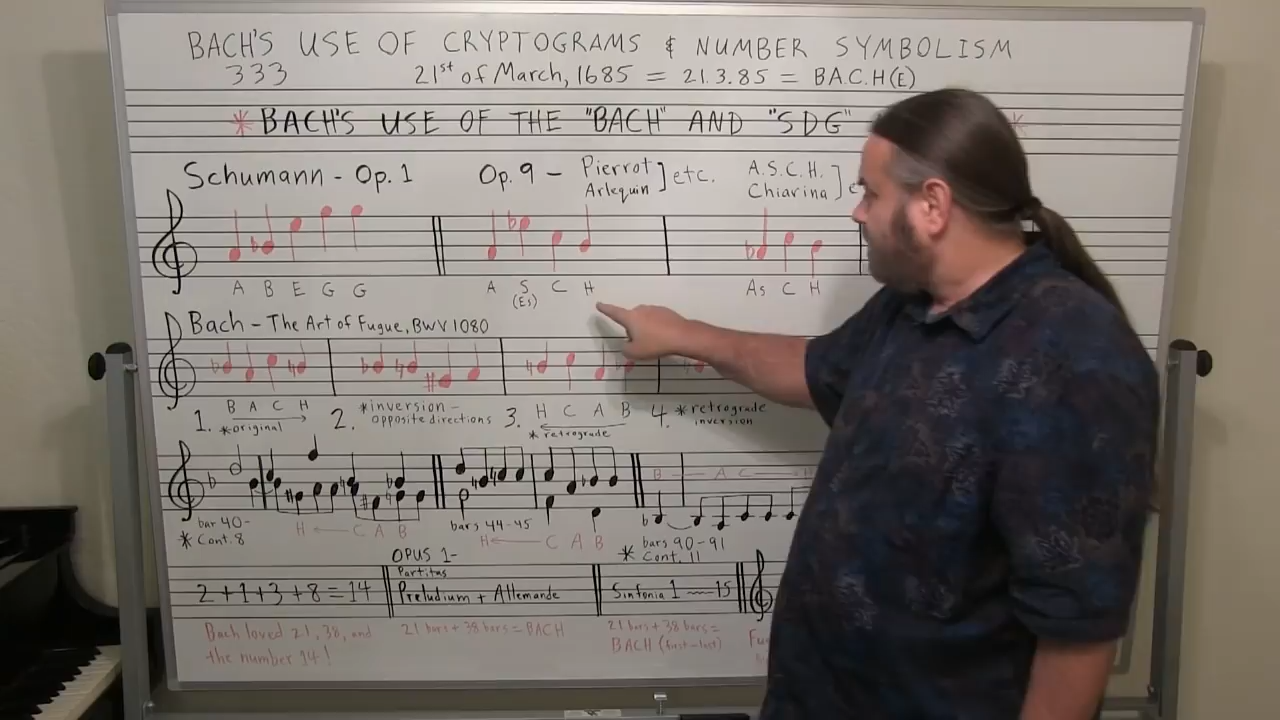 BACH'S USE OF CRYPTOGRAMS & NUMBER SYMBOLISM
333 21st of March, 1685 = 21.3.85 = BA.C.H(E)
* BACH'S USE OF THE "BACH" AND "SDG" *
Schumann - Op. 1 Op. 9 - Pierrot Arlequin ] etc. A.S.C.H. Chiarina ] e
A B E G G A S C H As C H
(Es)
Bach - The Art of Fugue, BWV 1080
1. B A C H 2. *inversion - opposite directions 3. H C A B 4. *retrograde inversion
*original *retrograde
B A C
bar 40- H C A B bars 44-45
* Cont. 8 H C A B bars 90-91
* Cont. 11
OPUS 1-
Partitas
2+1+3+8=14 Preludium + Allemande Sinfonia 1 15
Bach loved 21, 38, and 21 bars + 38 bars = BACH 21 bars + 38 bars =
the number 14! BACH (first-last)